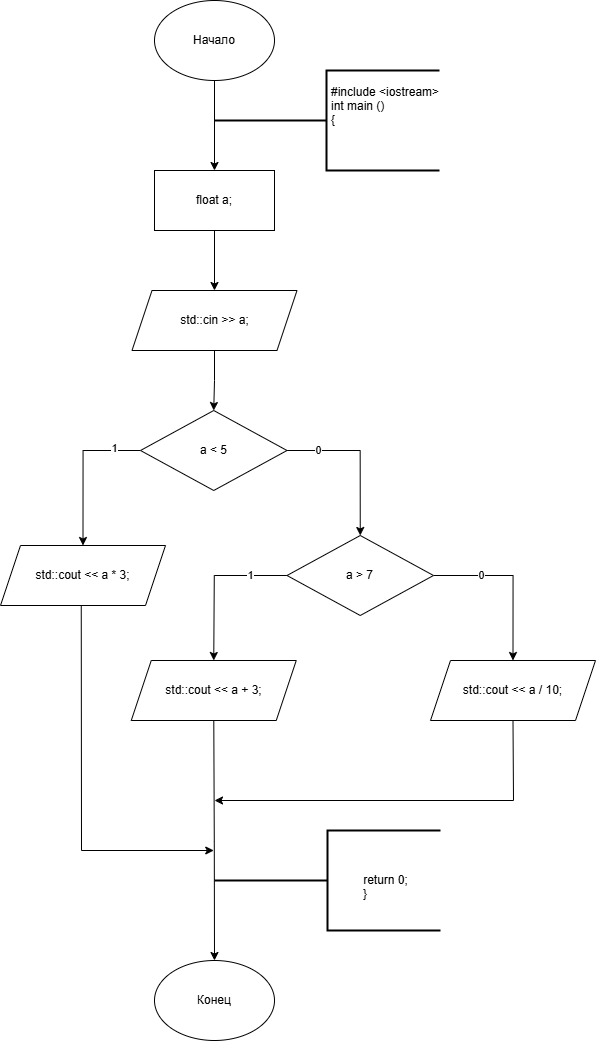 Начало
#include <iostream>
int main ()
{
float a;
std::cin >> a;
a < 5
1
0
std::cout << a * 3;
a > 7
1
0
std::cout << a + 3;
std::cout << a / 10;
return 0;
}
Конец